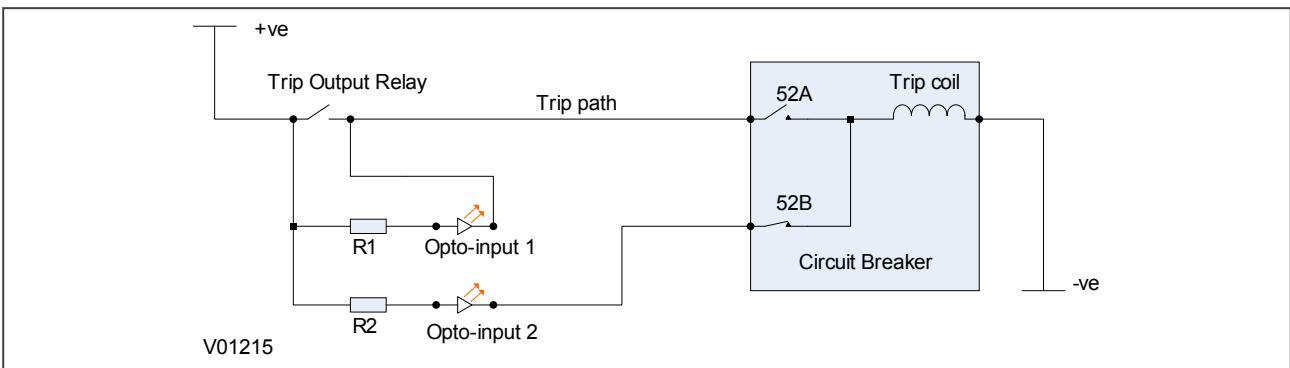 +ve
Trip Output Relay
Trip path
52A
Trip coil
52B
R1
Opto-input 1
Circuit Breaker
-ve
R2
Opto-input 2
V01215